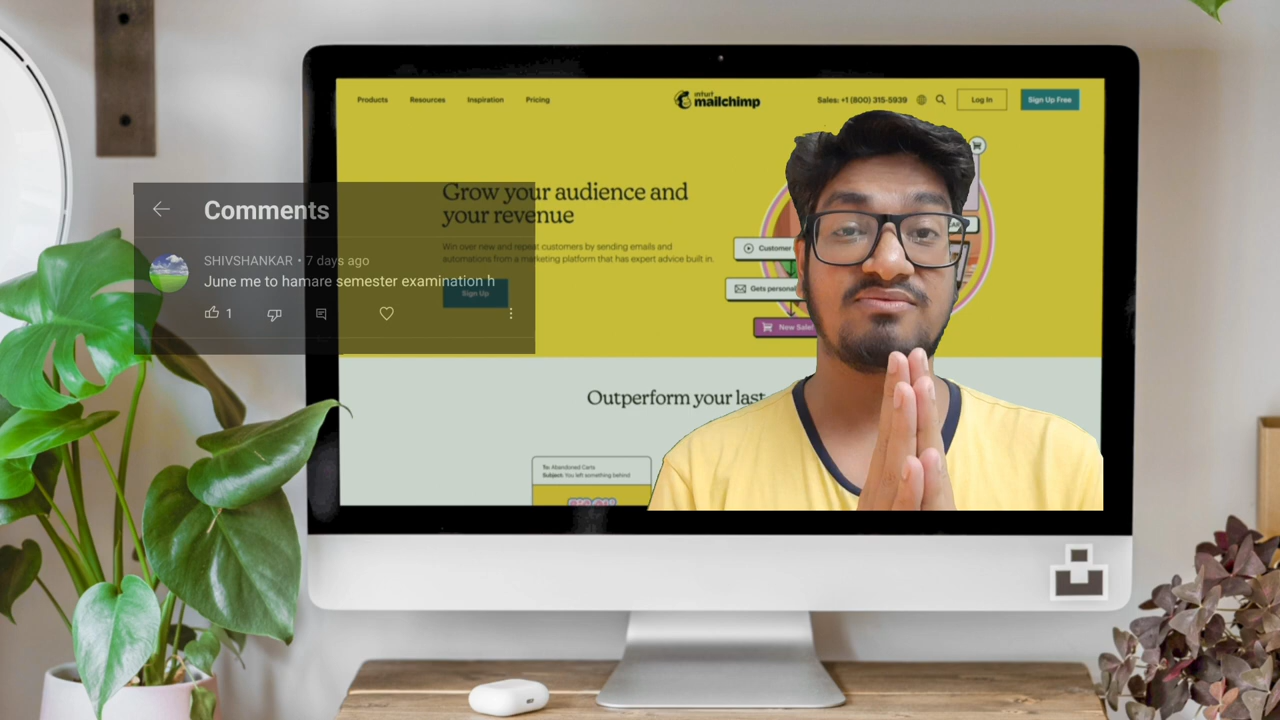 Products Resources Inspiration Pricing
intuit
mailchimp
Sales: +1 (800) 315-5939
Log In
Sign Up Free
Grow your audience and
your revenue
Win over new and repeat customers by sending emails and
automations from a marketing platform that has expert advice built in.
Sign Up
Comments
SHIVSHANKAR • 7 days ago
June me to hamare semester examination h
1
Customer
Gets personal
New Sale!
Outperform your last
To: Abandoned Carts
Subject: You left something behind